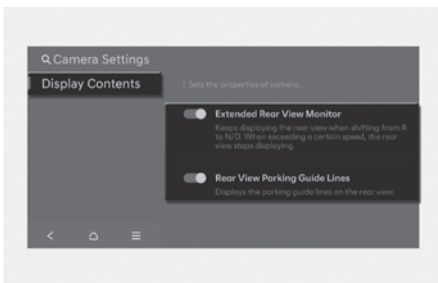 Camera Settings
Display Contents
Sets the properties of camera.
Extended Rear View Monitor
Keeps displaying the rear view when shifting from R
to N/D. When exceeding a certain speed, the rear
view stops displaying.
Rear View Parking Guide Lines
Displays the parking guide lines on the rear view.